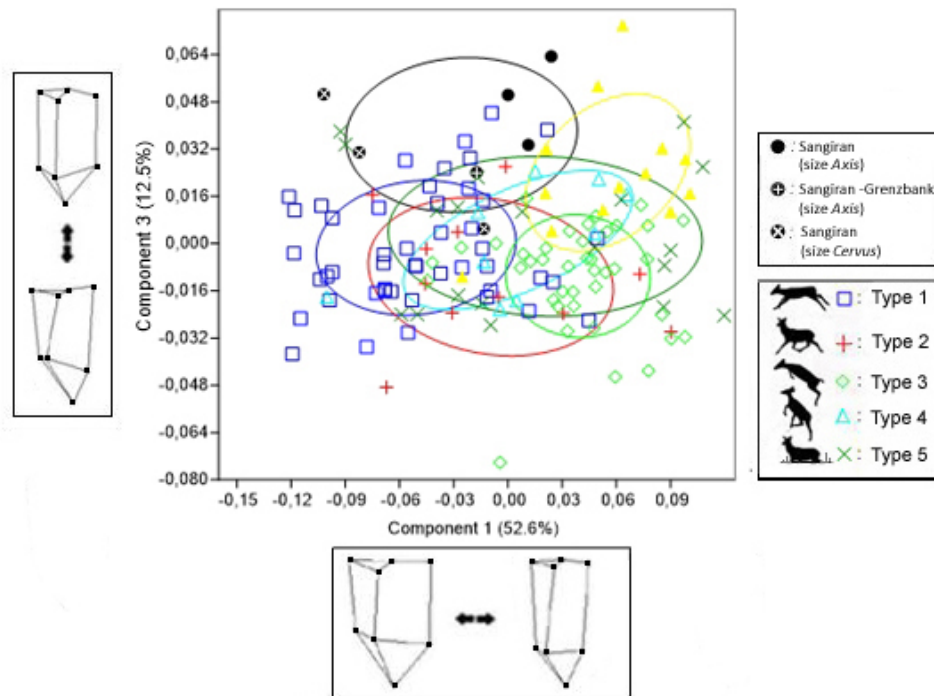 0,064
0,048
0,032
0,016
0,000
-0,016
-0,032
-0,048
-0,064
-0,080
Component 3 (12.5%)
-0,15 -0,12 -0,09 -0,06 -0,03 0,00 0,03 0,06 0,09
Component 1 (52.6%)
: Sangiran
(size Axis)
: Sangiran -Grenzbank
(size Axis)
: Sangiran
(size Cervus)
: Type 1
: Type 2
: Type 3
: Type 4
: Type 5